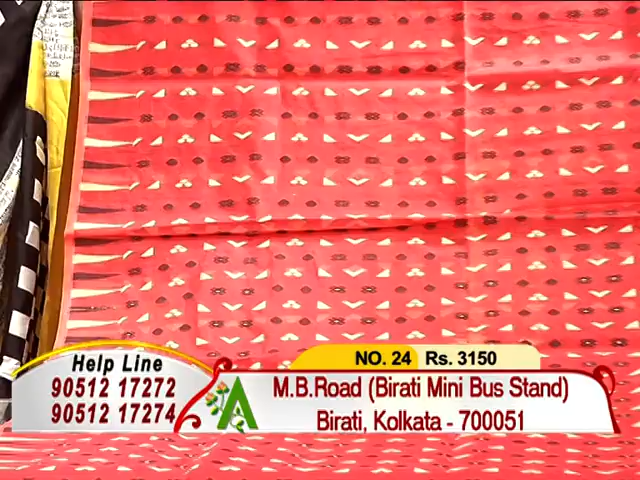 NO. 24 Rs. 3150
Help Line
90512 17272
90512 17274
A
M.B.Road (Birati Mini Bus Stand)
Birati, Kolkata - 700051